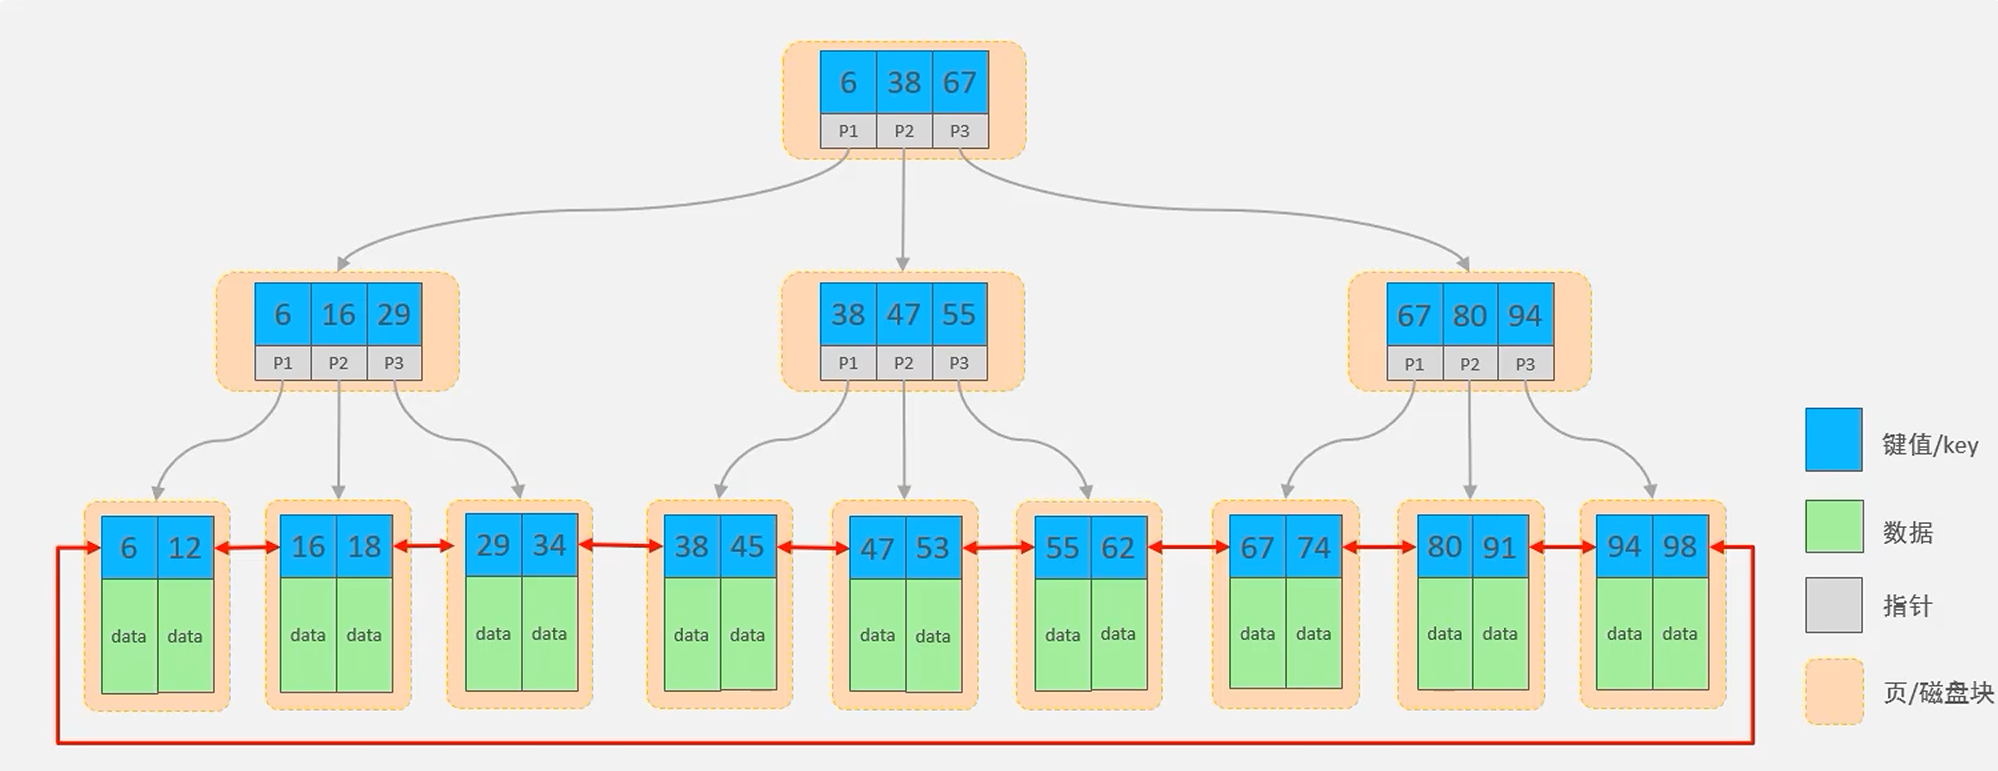 6 38 67
P1 P2 P3
6 16 29
P1 P2 P3
38 47 55
P1 P2 P3
67 80 94
P1 P2 P3
6 12
data data
16 18
data data
29 34
data data
38 45
data data
47 53
data data
55 62
data data
67 74
data data
80 91
data data
94 98
data data
键值/key
数据
指针
页/磁盘块